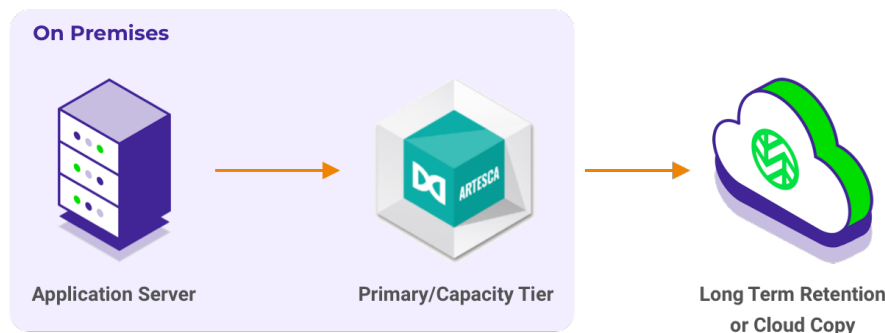 On Premises
ARTESCA
Application Server
Primary/Capacity Tier
Long Term Retention
or Cloud Copy